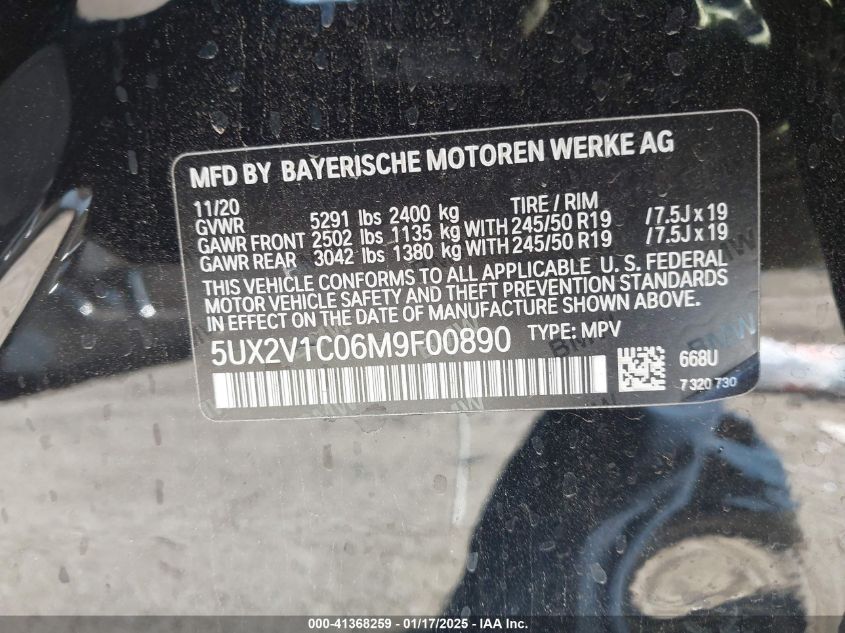 MFD BY BAYERISCHE MOTOREN WERKE AG
11/20 TIRE / RIM
GVWR 5291 lbs 2400 kg
GAWR FRONT 2502 lbs 1135 kg WITH 245/50 R19 / 7.5J x 19
GAWR REAR 3042 lbs 1380 kg WITH 245/50 R19 / 7.5J x 19
THIS VEHICLE CONFORMS TO ALL APPLICABLE U. S. FEDERAL
MOTOR VEHICLE SAFETY AND THEFT PREVENTION STANDARDS
IN EFFECT ON THE DATE OF MANUFACTURE SHOWN ABOVE.
5UX2V1C06M9F00890 TYPE: MPV
668U
7 320 730
000-41368259 - 01/17/2025 - All rights reserved. IAA Inc.